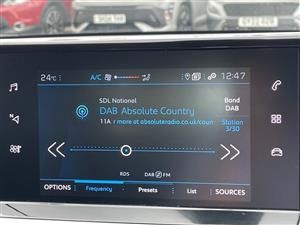 24°C A/C 12:47
SDL National
DAB Absolute Country
Band
DAB
11A r more at absoluteradio.co.uk/coun
Station
3/30
RDS DAB FM
OPTIONS Frequency Presets List SOURCES